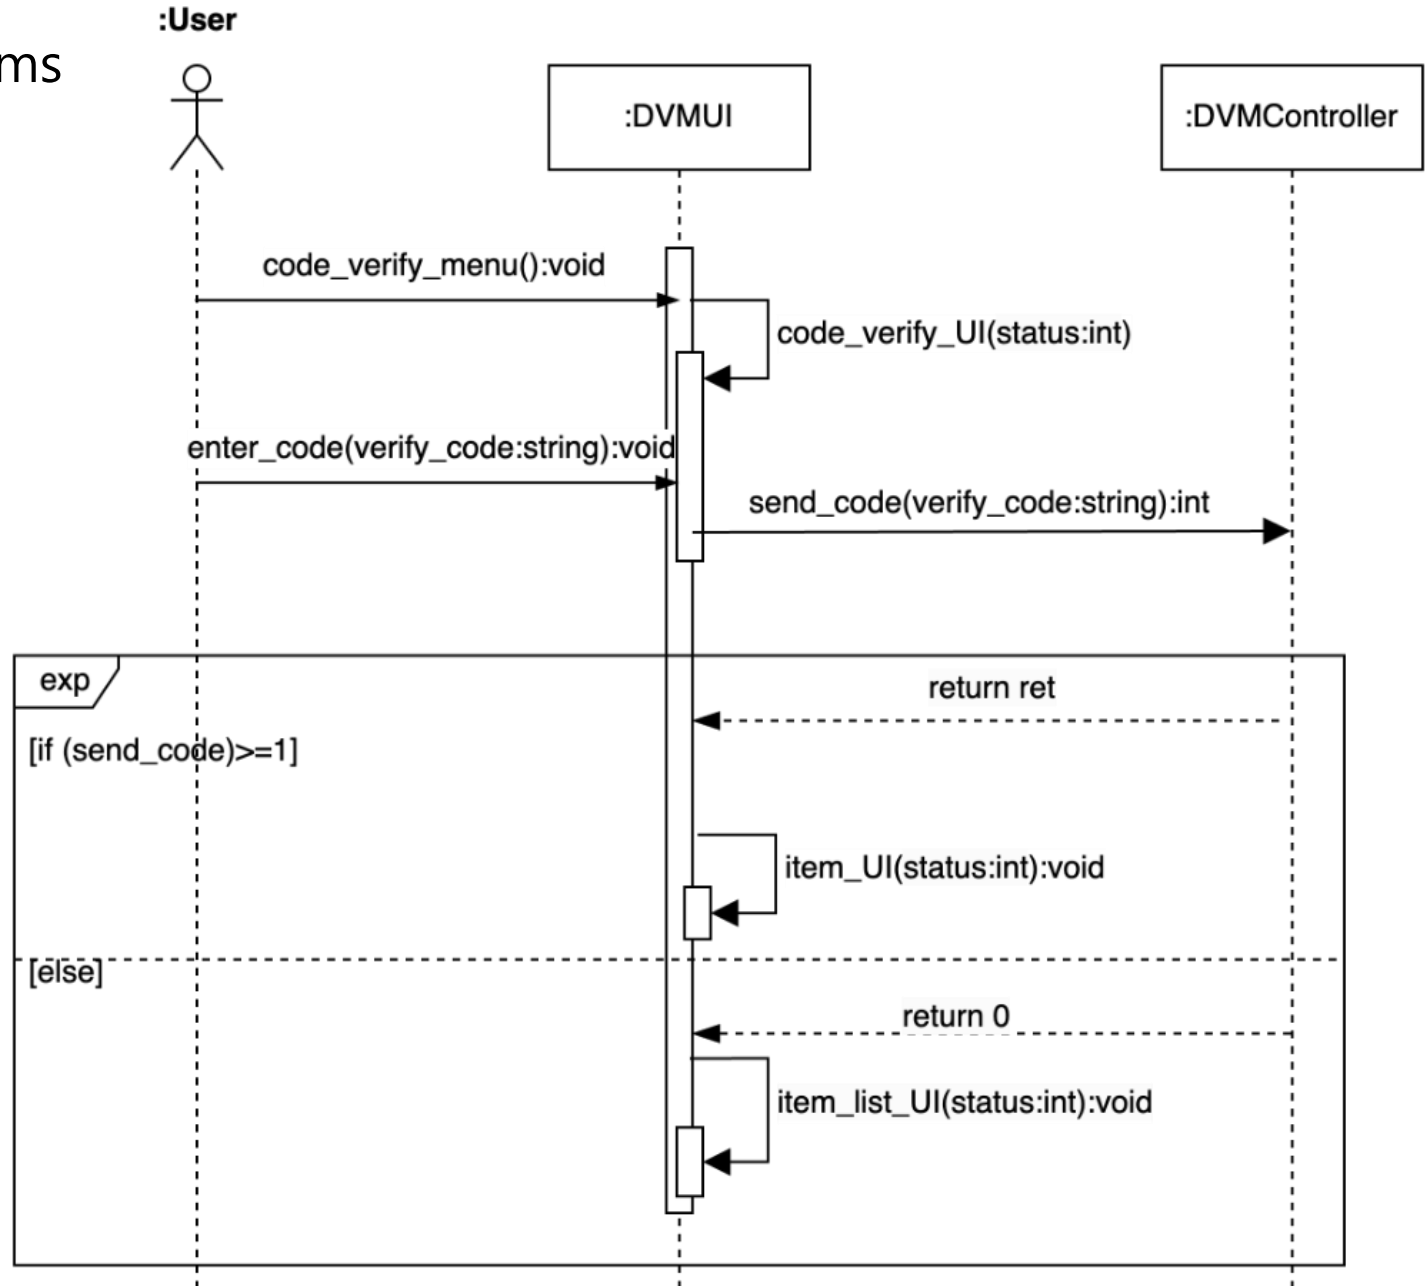 :User
ms
:DVMUI
:DVMController
code_verify_menu():void
code_verify_UI(status:int)
enter_code(verify_code:string):void
send_code(verify_code:string):int
exp
return ret
[if (send_code)>=1]
item_UI(status:int):void
[else]
return 0
item_list_UI(status:int):void